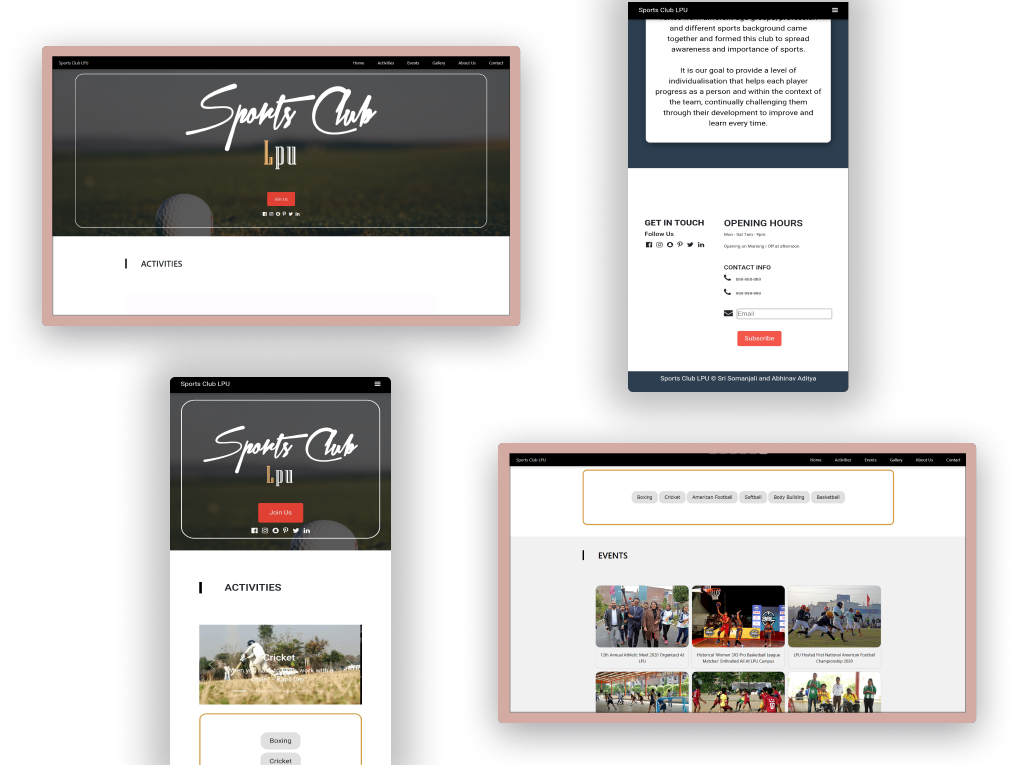 Sports Club LPU
Home Activities Events Gallery About Us Contact
Sports Club
Lpu
Join Us
ACTIVITIES
Sports Club LPU
and different sports background came
together and formed this club to spread
awareness and importance of sports.
It is our goal to provide a level of
individualisation that helps each player
progress as a person and within the context of
the team, continually challenging them
through their development to improve and
learn every time.
GET IN TOUCH
Follow Us
OPENING HOURS
Mon - Sat 7am - 9pm
Opening on Morning | Off at afternoon
CONTACT INFO
Email
Subscribe
Sports Club LPU © Sri Somanjali and Abhinav Aditya
Sports Club LPU
Sports Club
Lpu
Join Us
ACTIVITIES
Cricket
Boxing
Cricket
Sports Club LPU
Home Activities Events Gallery About Us Contact
Boxing Cricket American Football Softball Body Building Basketball
EVENTS
12th Annual Athletic Meet 2020 Organized At
LPU
Historical 'Women 3X3 Pro Basketball League
Matches' Enthralled All At LPU Campus
LPU Hosted First National American Football
Championship 2020